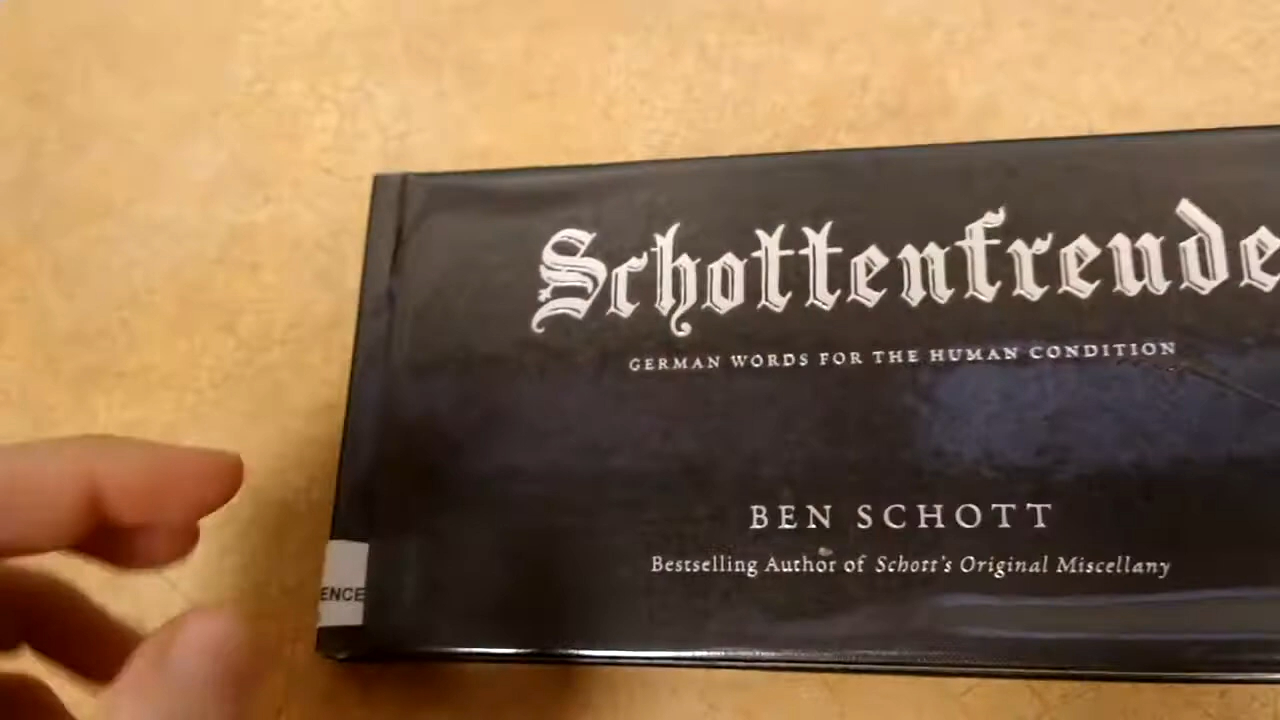 Schottenfreude
GERMAN WORDS FOR THE HUMAN CONDITION
BEN SCHOTT
Bestselling Author of Schott's Original Miscellany
ENCE